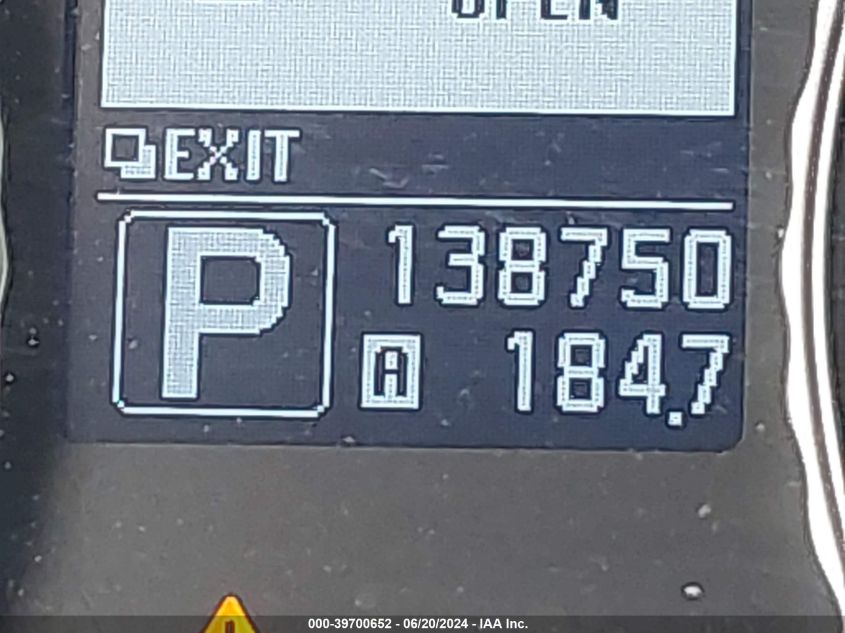 OPEN
EXIT
P
138750
A 184.7
000-39700652 - 06/20/2024 - IAA Inc.